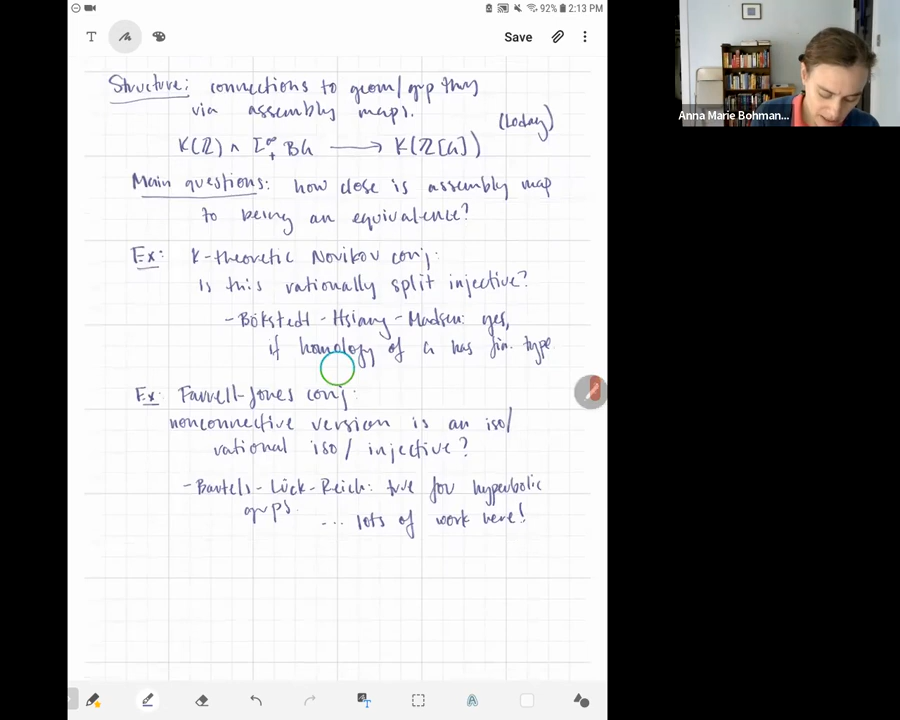 92% 2:13 PM
T Save
Structure: connections to geom/grp thy
via assembly maps.
(Loday)
K(ℤ) ∧ Σ^∞_+ BG ⟶ K(ℤ[G])
Main questions: how close is assembly map
to being an equivalence?
Ex: K-theoretic Novikov conj:
Is this rationally split injective?
- Bökstedt - Hsiang - Madsen: yes,
if homology of G has fin. type
Ex: Farrell-Jones conj:
nonconnective version is an iso/
rational iso / injective?
- Bartels - Lück - Reich: true for hyperbolic
grps.
... lots of work here!
Anna Marie Bohman...